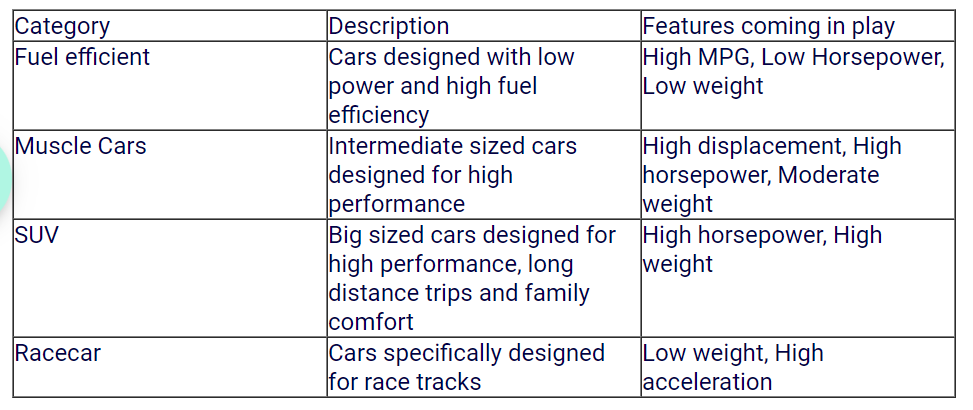 Category
Description
Features coming in play
Fuel efficient
Cars designed with low
power and high fuel
efficiency
High MPG, Low Horsepower,
Low weight
Muscle Cars
Intermediate sized cars
designed for high
performance
High displacement, High
horsepower, Moderate
weight
SUV
Big sized cars designed for
high performance, long
distance trips and family
comfort
High horsepower, High
weight
Racecar
Cars specifically designed
for race tracks
Low weight, High
acceleration